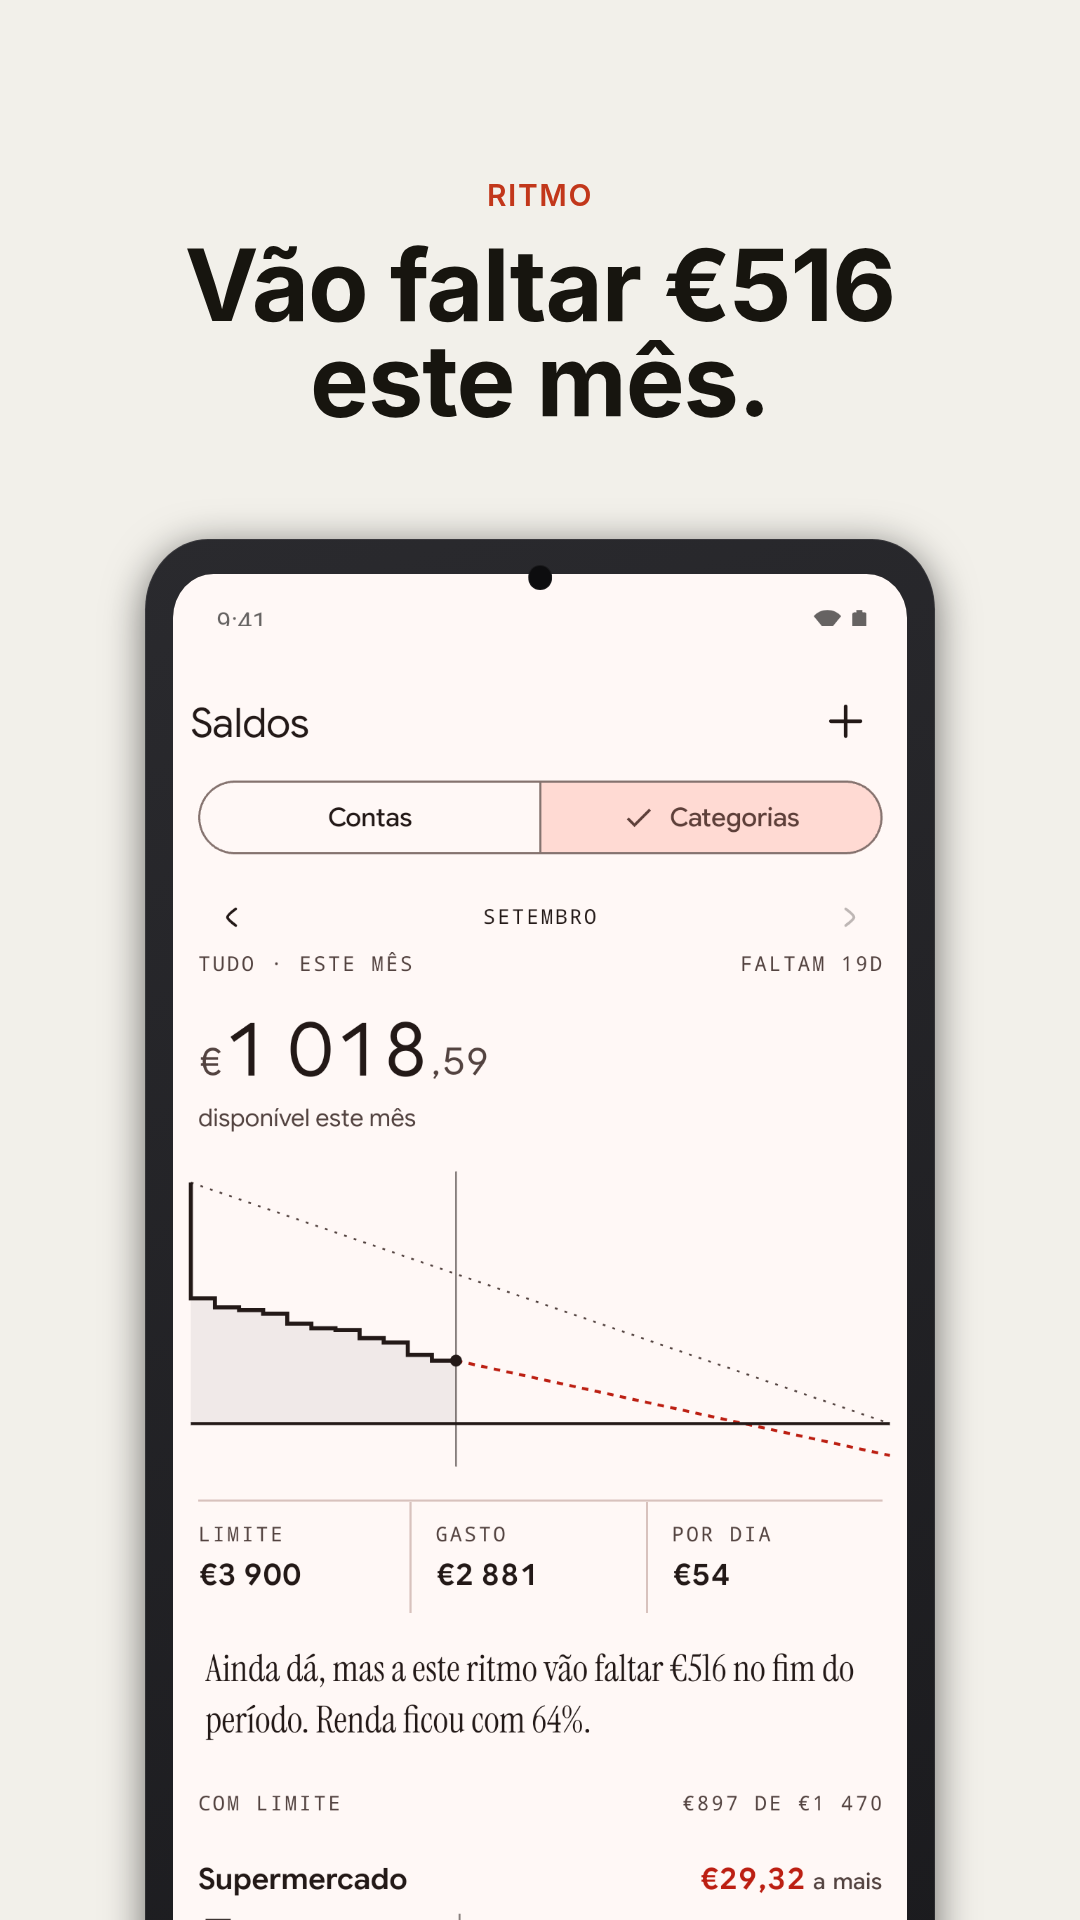 RITMO
Vão faltar €516
este mês.
9:41
Saldos
Contas
Categorias
SETEMBRO
TUDO · ESTE MÊS
FALTAM 19D
€1 018,59
disponível este mês
LIMITE
GASTO
POR DIA
€3 900
€2 881
€54
Ainda dá, mas a este ritmo vão faltar €516 no fim do
período. Renda ficou com 64%.
COM LIMITE
€897 DE €1 470
Supermercado
€29,32 a mais